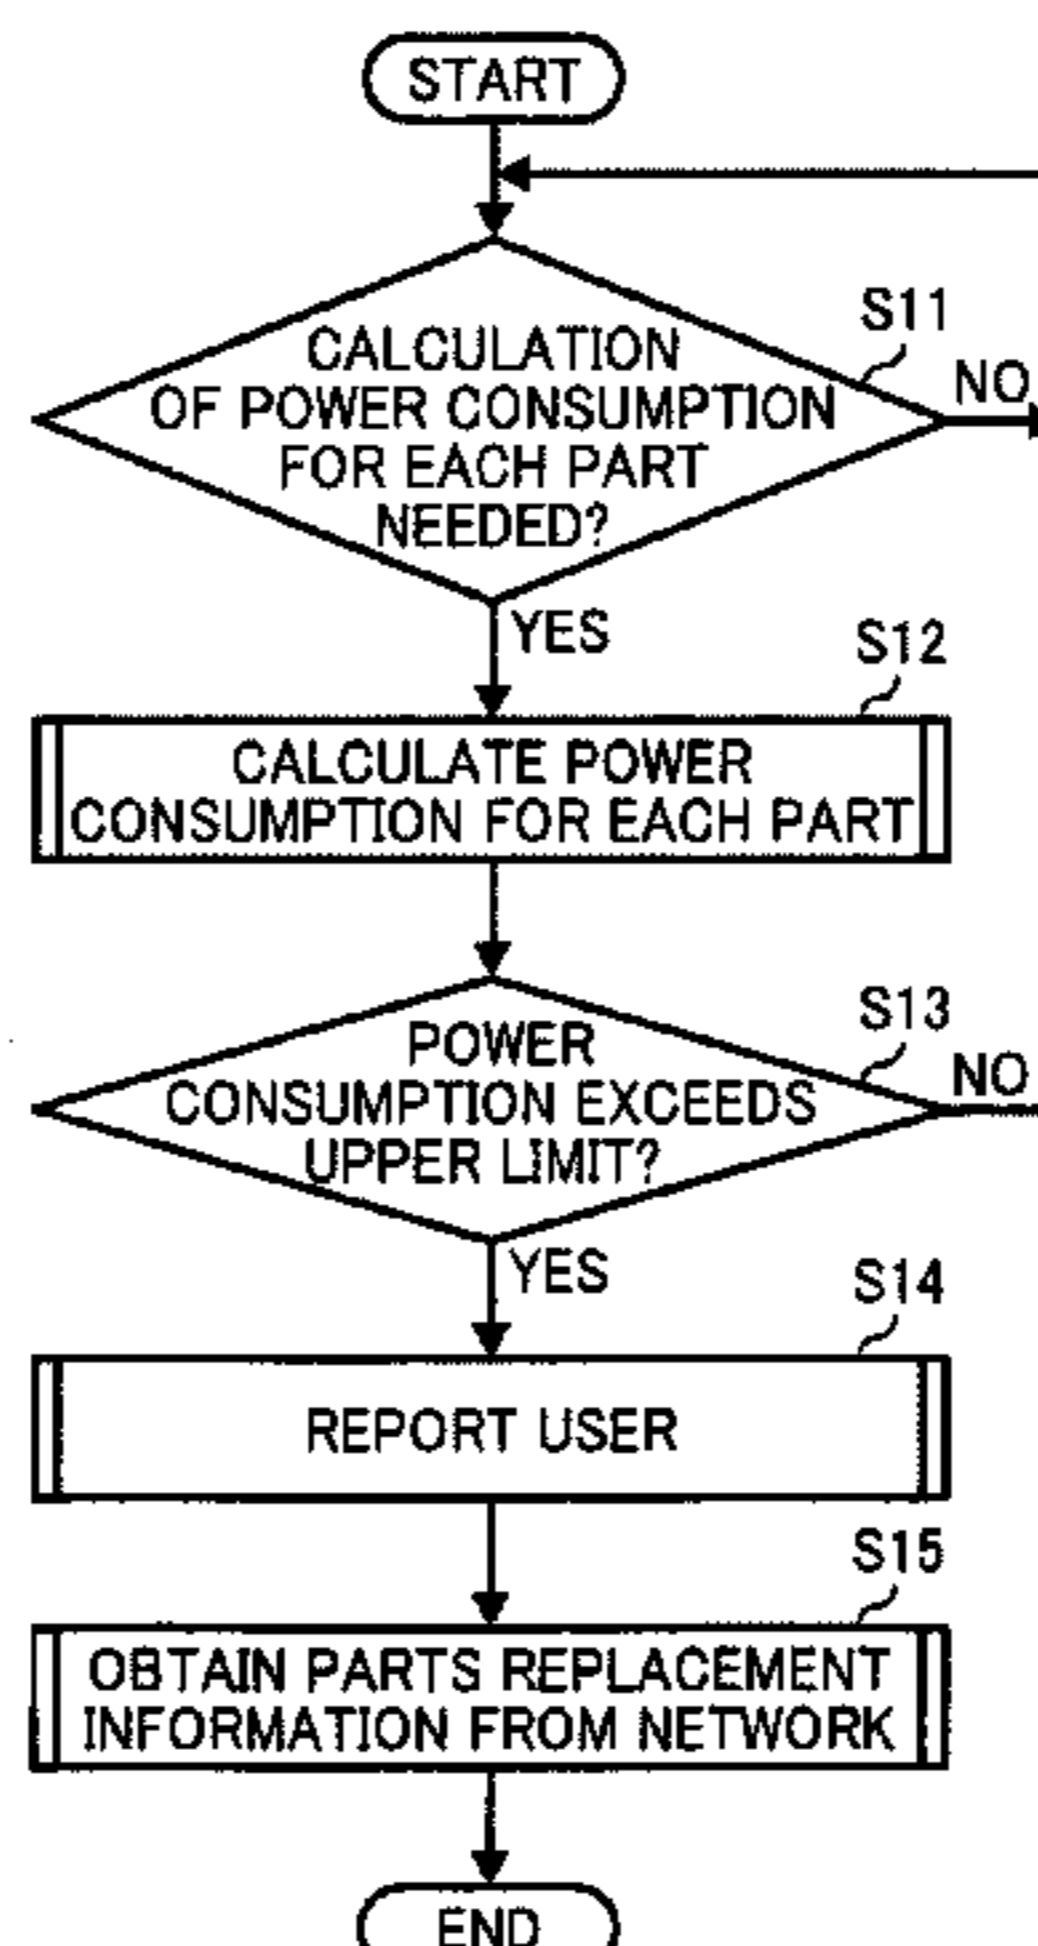 START
S11
CALCULATION
OF POWER CONSUMPTION
FOR EACH PART
NEEDED?
NO
YES
S12
CALCULATE POWER
CONSUMPTION FOR EACH PART
S13
POWER
CONSUMPTION EXCEEDS
UPPER LIMIT?
NO
YES
S14
REPORT USER
S15
OBTAIN PARTS REPLACEMENT
INFORMATION FROM NETWORK
END